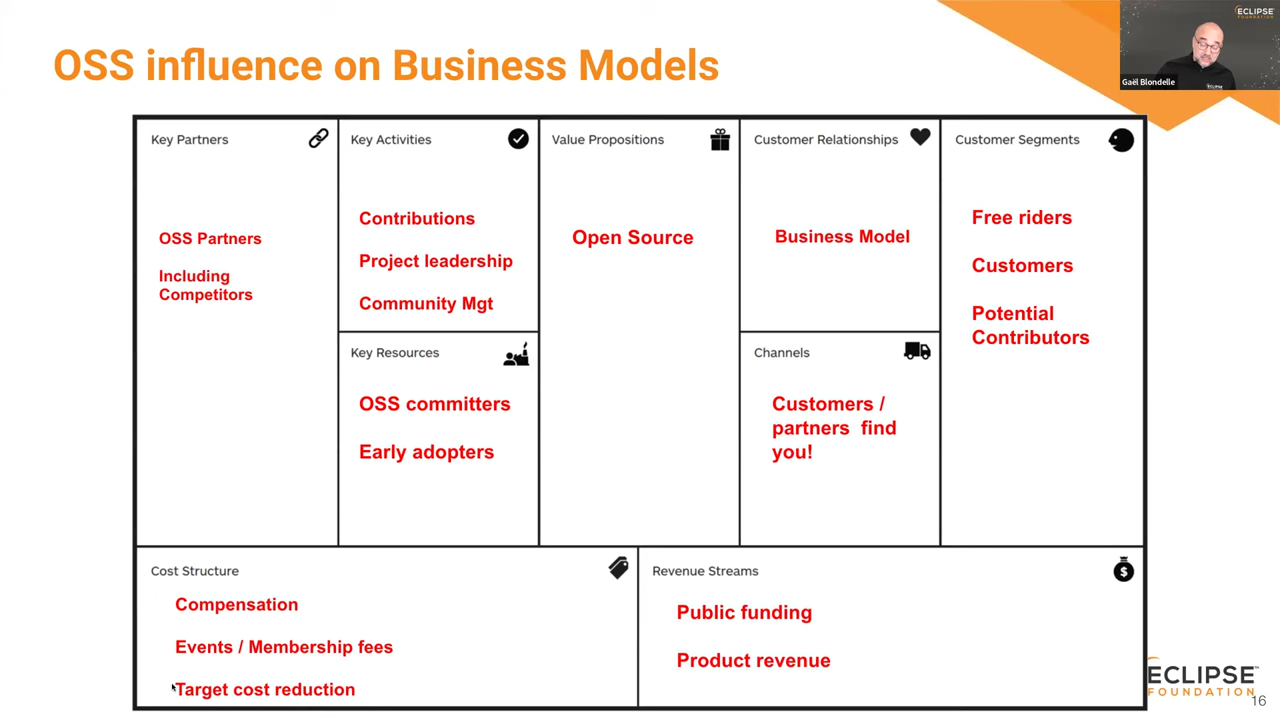 OSS influence on Business Models
ECLIPSE
FOUNDATION
Gaël Blondelle
Key Partners
OSS Partners
Including
Competitors
Key Activities
Contributions
Project leadership
Community Mgt
Key Resources
OSS committers
Early adopters
Value Propositions
Open Source
Customer Relationships
Business Model
Channels
Customers /
partners find
you!
Customer Segments
Free riders
Customers
Potential
Contributors
Cost Structure
Compensation
Events / Membership fees
Target cost reduction
Revenue Streams
$
Public funding
Product revenue
ECLIPSE™
FOUNDATION
16